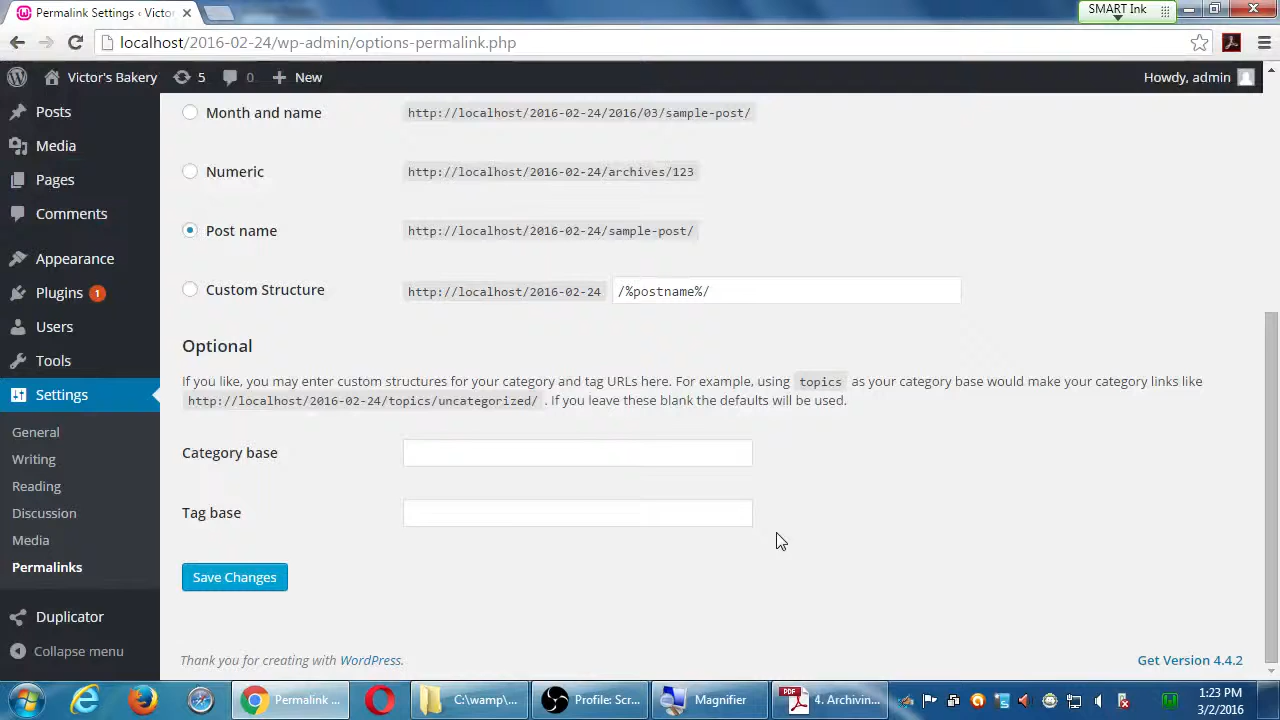 Permalink Settings ‹ Victor
SMART Ink
localhost/2016-02-24/wp-admin/options-permalink.php
Victor's Bakery
5
0
New
Howdy, admin
Posts
Media
Pages
Comments
Appearance
Plugins 1
Users
Tools
Settings
General
Writing
Reading
Discussion
Media
Permalinks
Duplicator
Collapse menu
Month and name http://localhost/2016-02-24/2016/03/sample-post/
Numeric http://localhost/2016-02-24/archives/123
Post name http://localhost/2016-02-24/sample-post/
Custom Structure http://localhost/2016-02-24 /%postname%/
Optional
If you like, you may enter custom structures for your category and tag URLs here. For example, using topics as your category base would make your category links like
http://localhost/2016-02-24/topics/uncategorized/ . If you leave these blank the defaults will be used.
Category base
Tag base
Save Changes
Thank you for creating with WordPress.
Get Version 4.4.2
Permalink ...
C:\wamp\...
Profile: Scr...
Magnifier
PDF
4. Archivin...
1:23 PM
3/2/2016